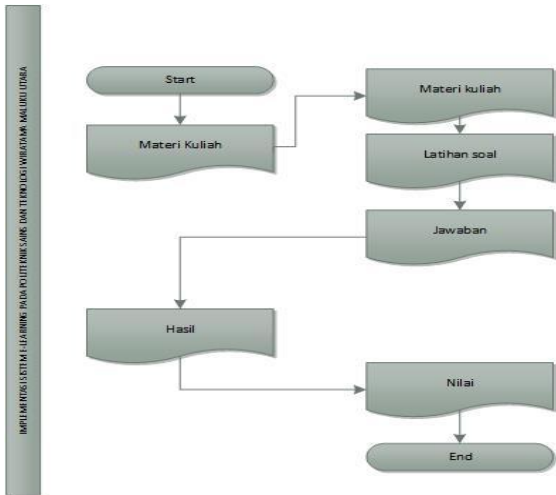 IMPLEMENTASI SISTEM E-LEARNING PADA POLITEKNIK SAINS DAN TEKNOLOGI WIRATAMA MALUKU UTARA
Start
Materi Kuliah
Materi kuliah
Latihan soal
Jawaban
Hasil
Nilai
End